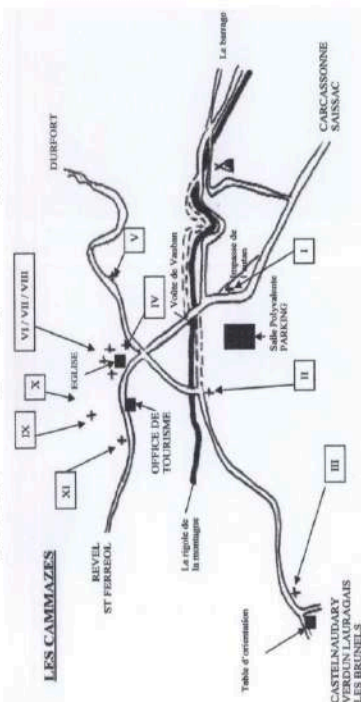 LES CAMMAZES
REVEL
ST FERREOL
XI
IX
X
VI / VII / VIII
DURFORT
EGLISE
OFFICE DE
TOURISME
IV
V
Voûte de Vauban
La rigole de
la montagne
Le barrage
Impasse de
I
Salle Polyvalente
PARKING
CARCASSONNE
SAISSAC
II
III
Table d'orientation
CASTELNAUDARY
VERDUN LAURAGAIS
LES BRUNELS